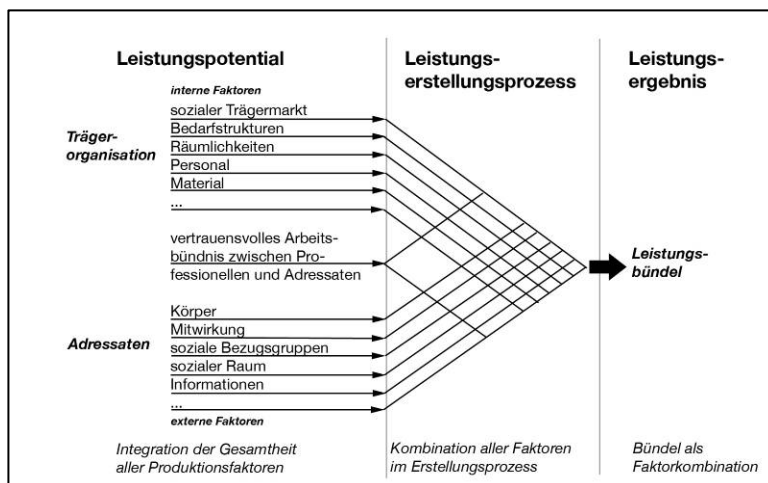 Leistungspotential
Leistungs-
erstellungsprozess
Leistungs-
ergebnis
interne Faktoren
Träger-
organisation
sozialer Trägermarkt
Bedarfstrukturen
Räumlichkeiten
Personal
Material
...
vertrauensvolles Arbeits-
bündnis zwischen Pro-
fessionellen und Adressaten
Leistungs-
bündel
Adressaten
Körper
Mitwirkung
soziale Bezugsgruppen
sozialer Raum
Informationen
...
externe Faktoren
Integration der Gesamtheit
aller Produktionsfaktoren
Kombination aller Faktoren
im Erstellungsprozess
Bündel als
Faktorkombination